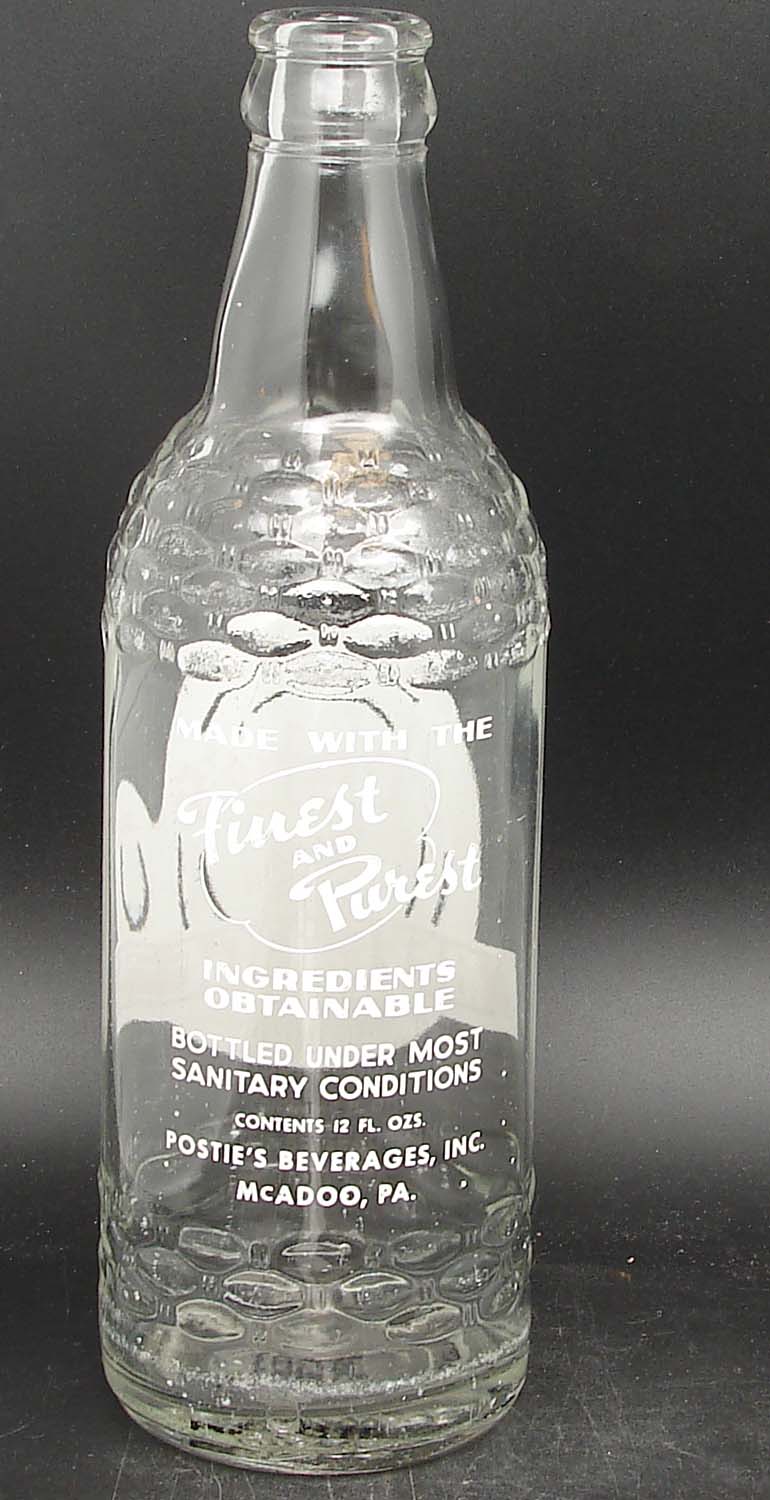 MADE WITH THE
Finest
AND
Purest
INGREDIENTS
OBTAINABLE
BOTTLED UNDER MOST
SANITARY CONDITIONS
CONTENTS 12 FL. OZS.
POSTIE'S BEVERAGES, INC.
McADOO, PA.